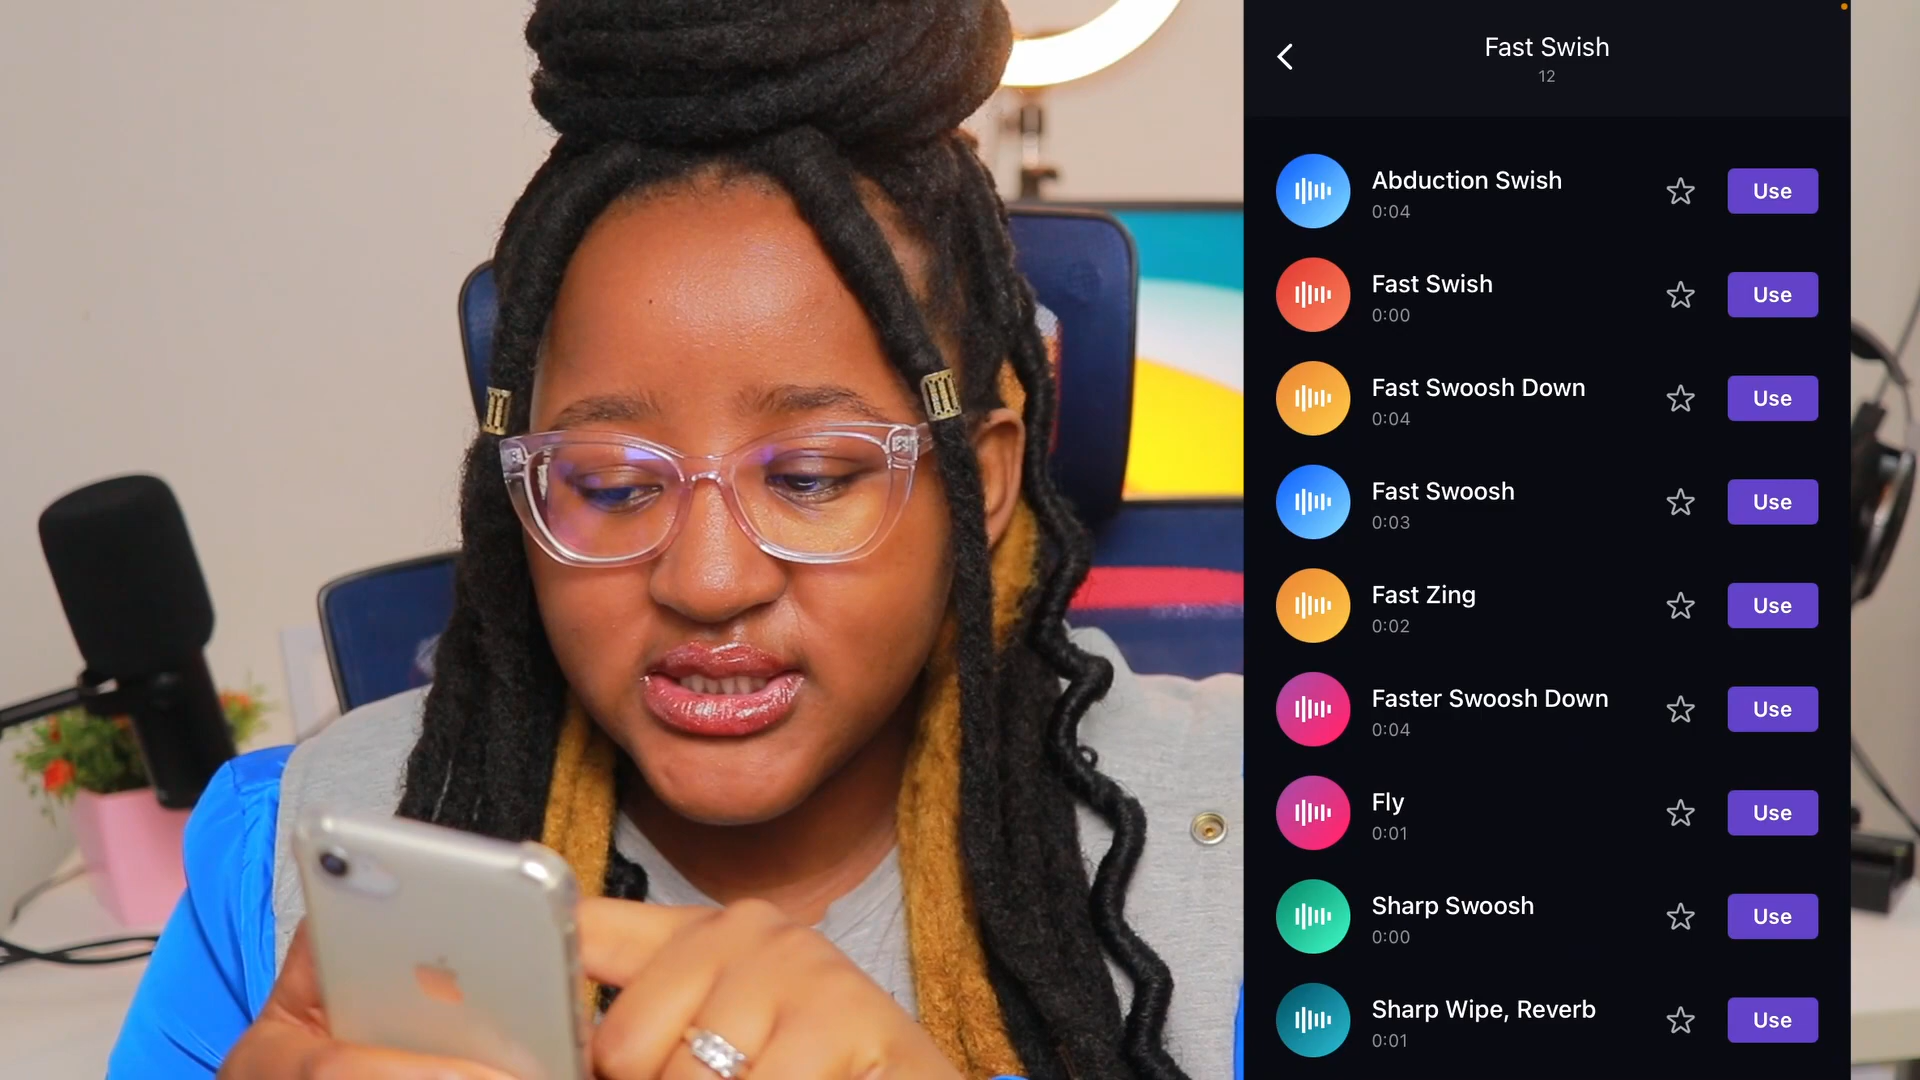 Fast Swish
12
Abduction Swish
0:04
Use
Fast Swish
0:00
Use
Fast Swoosh Down
0:04
Use
Fast Swoosh
0:03
Use
Fast Zing
0:02
Use
Faster Swoosh Down
0:04
Use
Fly
0:01
Use
Sharp Swoosh
0:00
Use
Sharp Wipe, Reverb
0:01
Use